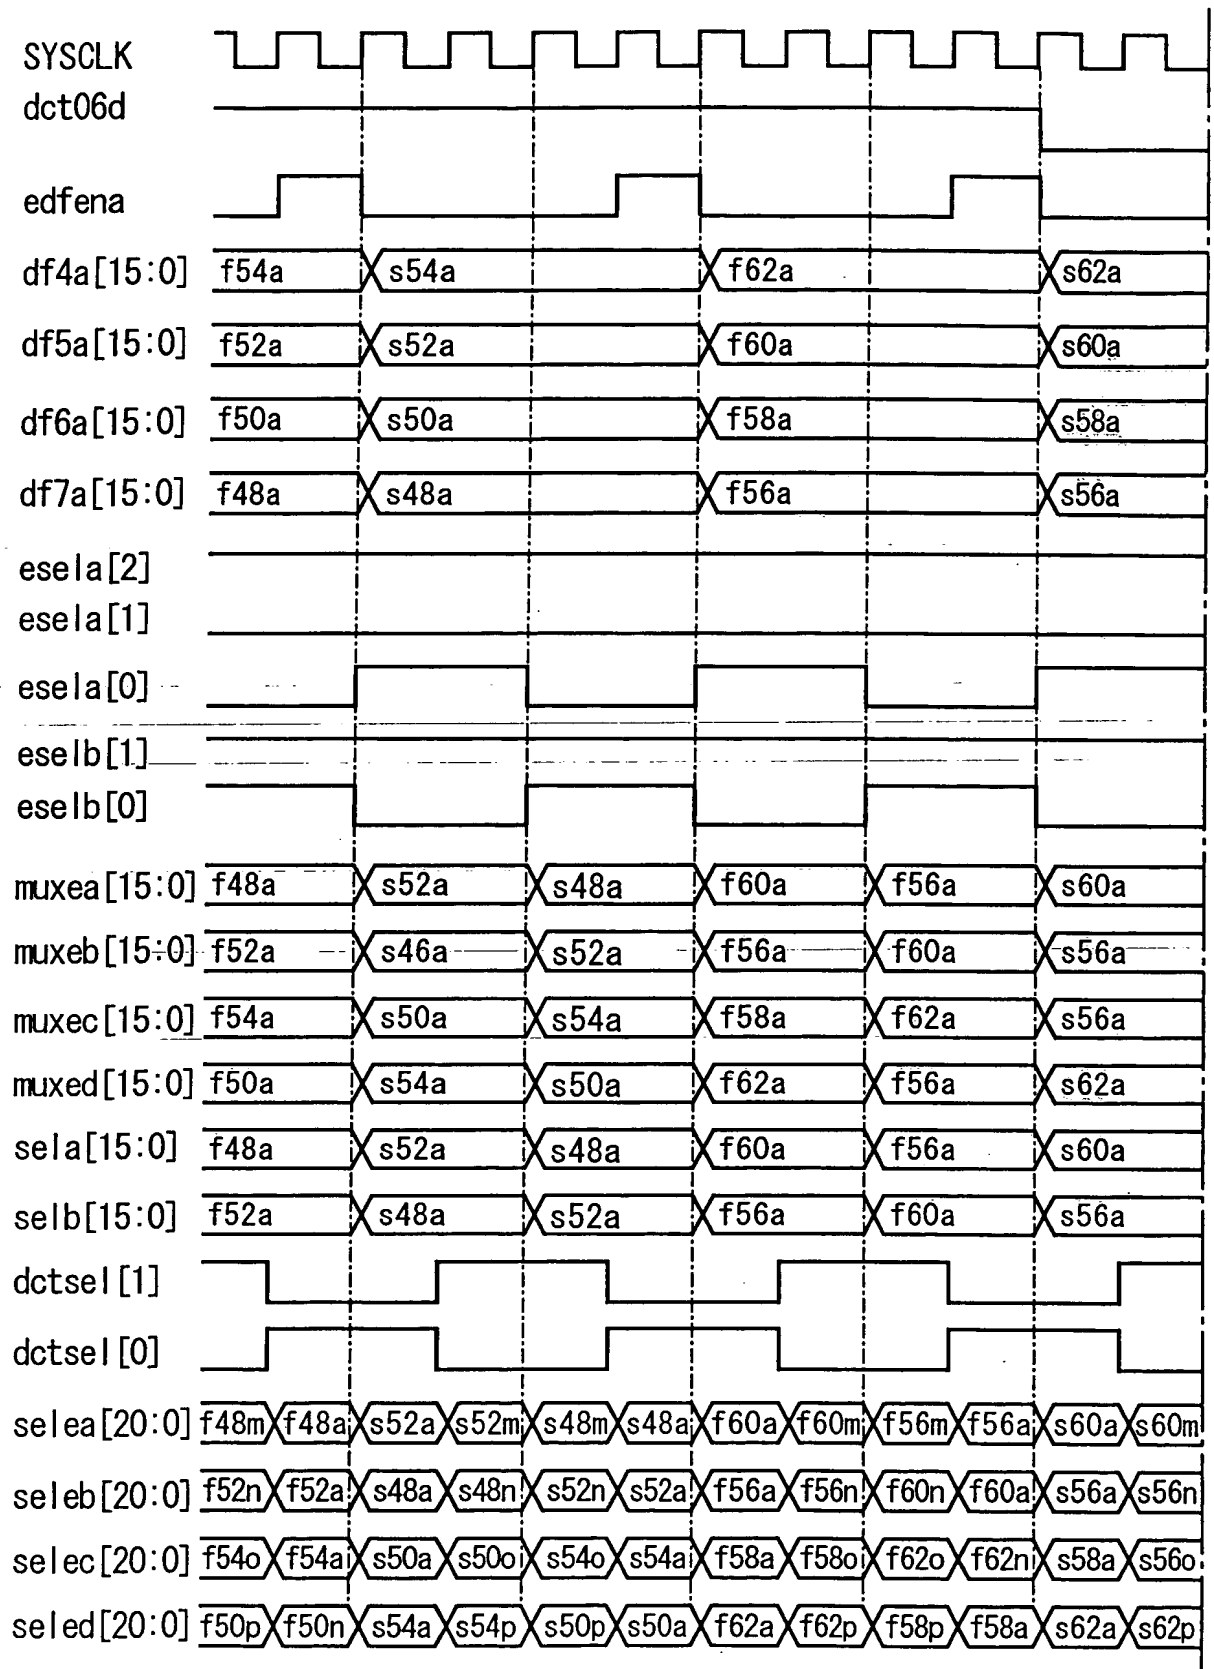 SYSCLK
dct06d
edfena
df4a[15:0] f54a s54a f62a s62a
df5a[15:0] f52a s52a f60a s60a
df6a[15:0] f50a s50a f58a s58a
df7a[15:0] f48a s48a f56a s56a
esela[2]
esela[1]
esela[0]
eselb[1]
eselb[0]
muxea[15:0] f48a s52a s48a f60a f56a s60a
muxeb[15:0] f52a s46a s52a f56a f60a s56a
muxec[15:0] f54a s50a s54a f58a f62a s56a
muxed[15:0] f50a s54a s50a f62a f56a s62a
sela[15:0] f48a s52a s48a f60a f56a s60a
selb[15:0] f52a s48a s52a f56a f60a s56a
dctsel[1]
dctsel[0]
selea[20:0] f48m f48a s52a s52m s48m s48a f60a f60m f56m f56a s60a s60m
seleb[20:0] f52n f52a s48a s48n s52n s52a f56a f56n f60n f60a s56a s56n
selec[20:0] f54o f54a s50a s50o s54o s54a f58a f58o f62o f62n s58a s56o
seled[20:0] f50p f50n s54a s54p s50p s50a f62a f62p f58p f58a s62a s62p